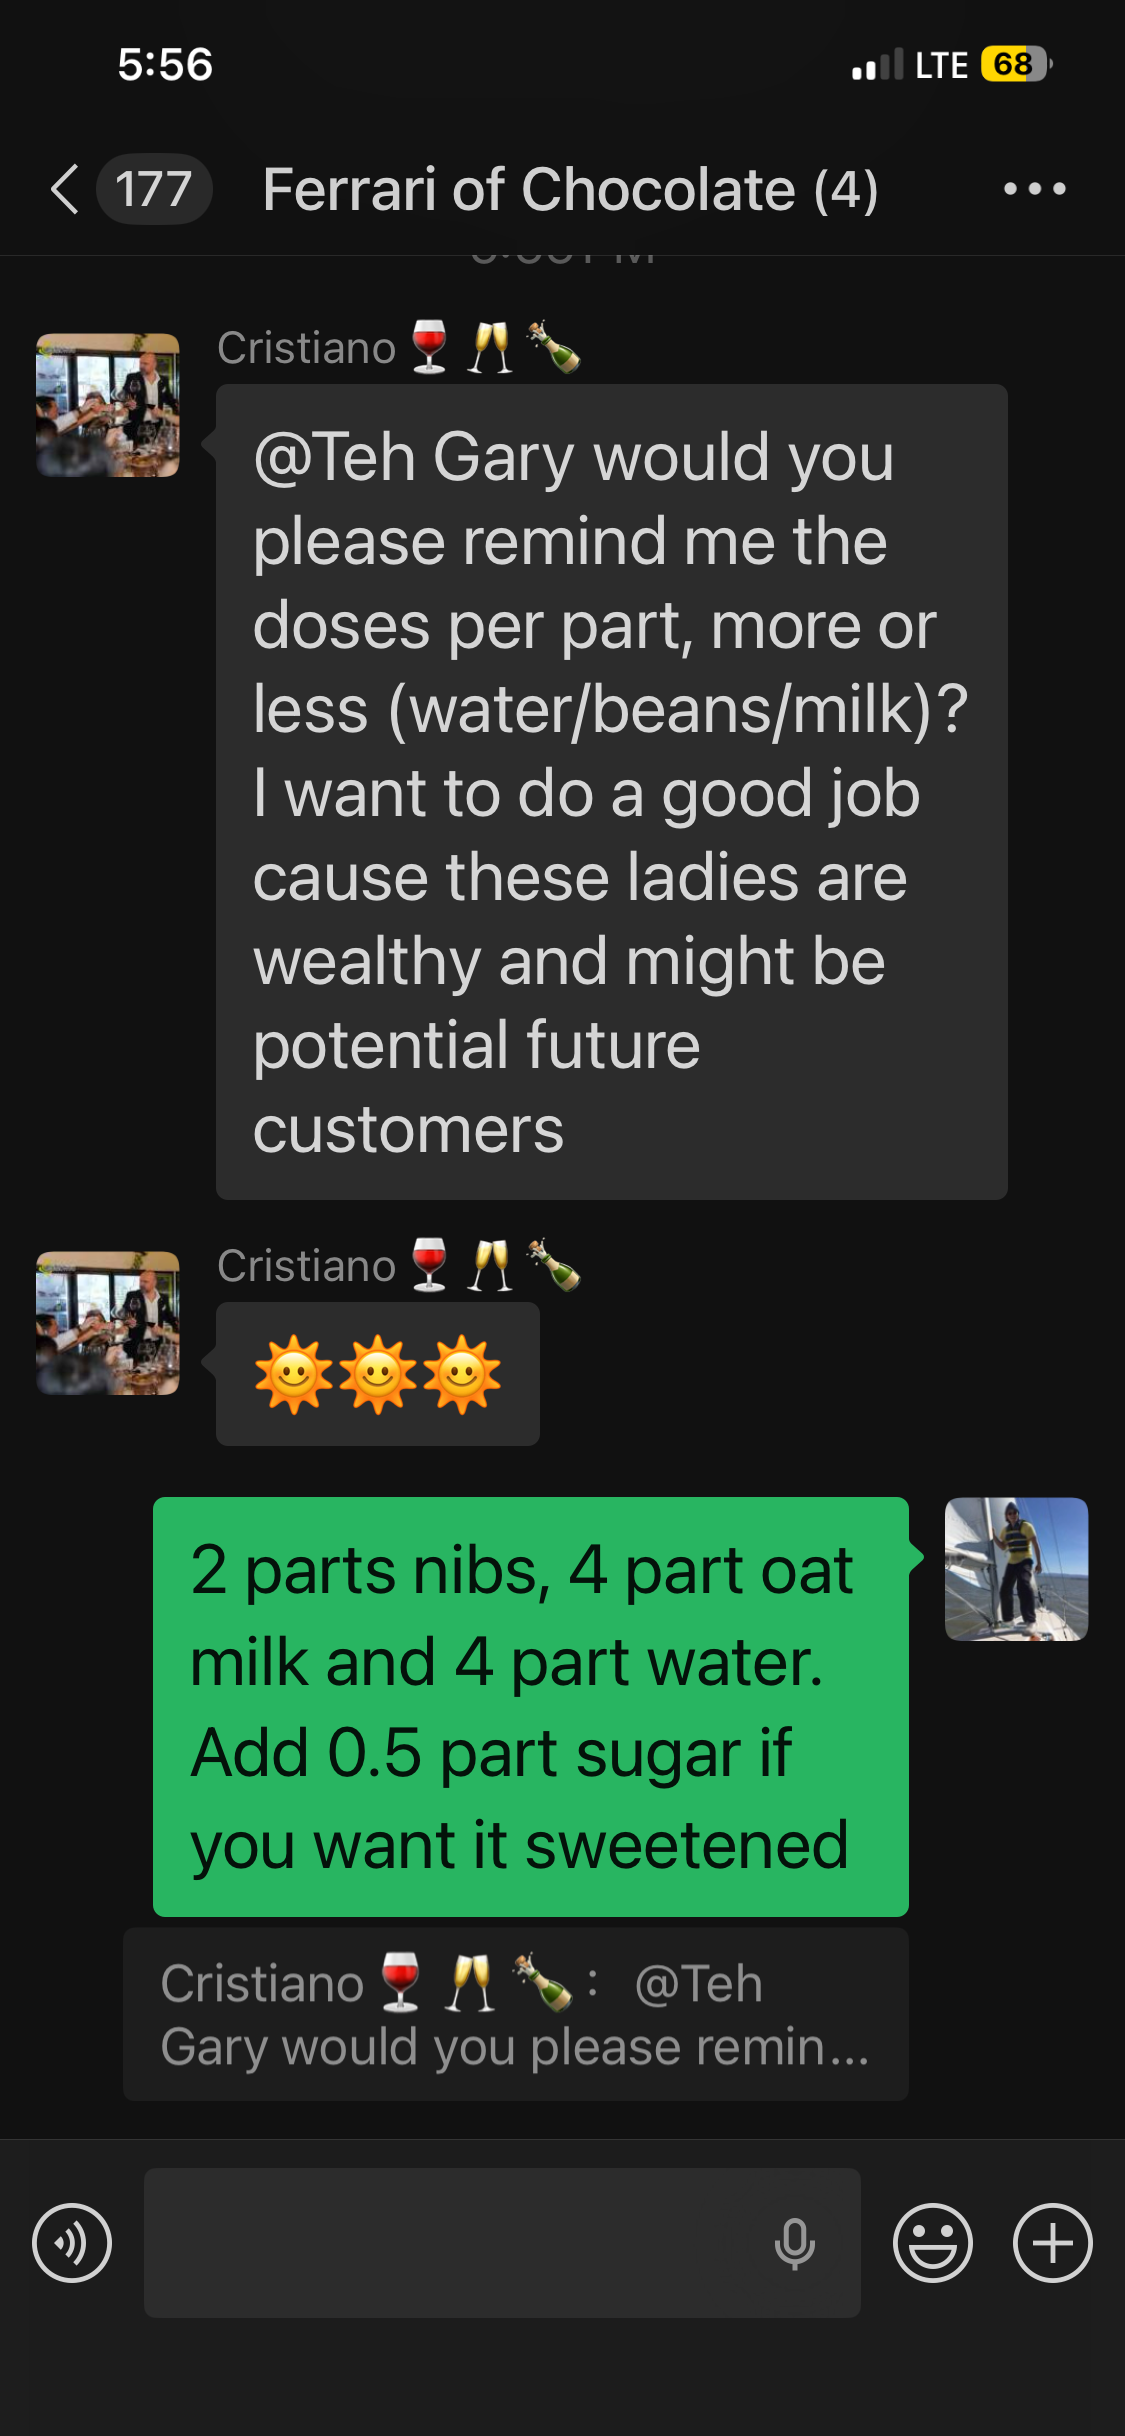 5:56
LTE 68
177 Ferrari of Chocolate (4)
Cristiano🍷🥂🍾
@Teh Gary would you
please remind me the
doses per part, more or
less (water/beans/milk)?
I want to do a good job
cause these ladies are
wealthy and might be
potential future
customers
Cristiano🍷🥂🍾
🌞🌞🌞
2 parts nibs, 4 part oat
milk and 4 part water.
Add 0.5 part sugar if
you want it sweetened
Cristiano🍷🥂🍾: @Teh
Gary would you please remin...